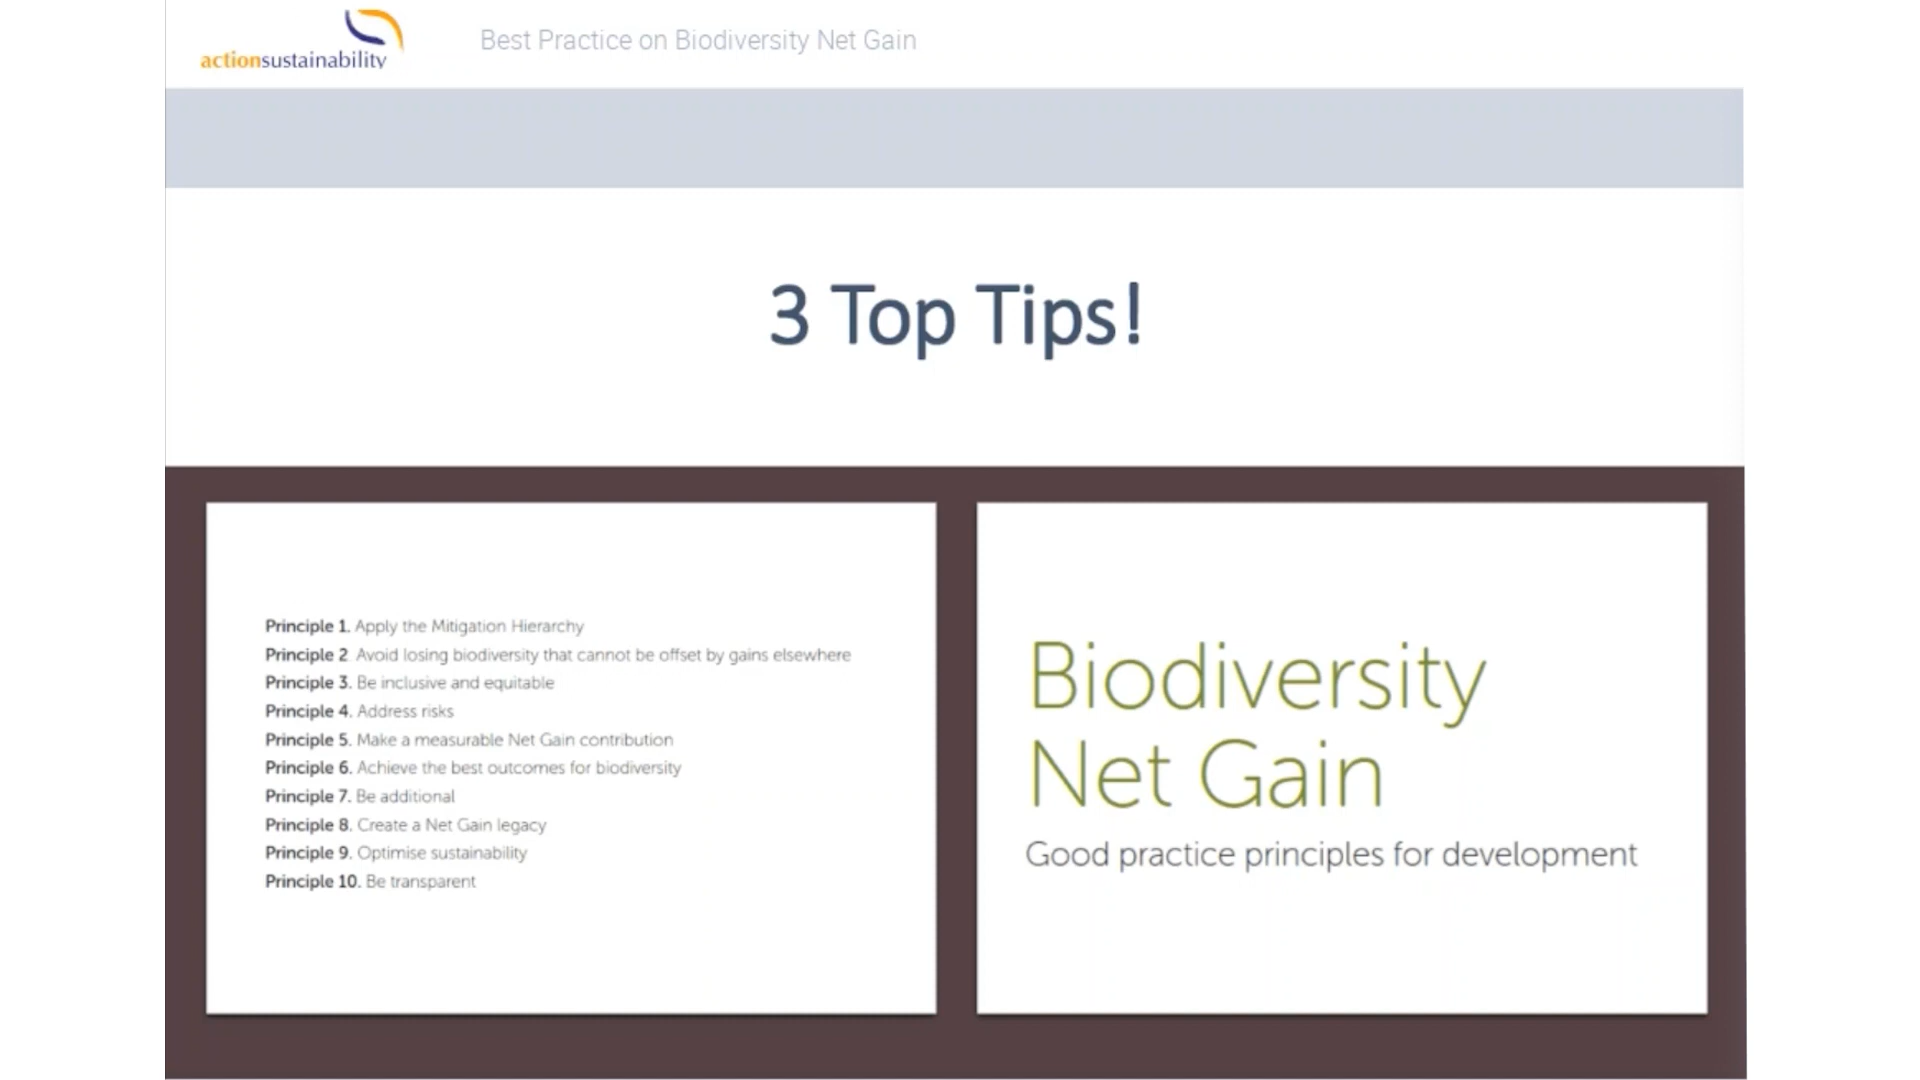 actionsustainability
Best Practice on Biodiversity Net Gain
3 Top Tips!
Principle 1. Apply the Mitigation Hierarchy
Principle 2 Avoid losing biodiversity that cannot be offset by gains elsewhere
Principle 3. Be inclusive and equitable
Principle 4. Address risks
Principle 5. Make a measurable Net Gain contribution
Principle 6. Achieve the best outcomes for biodiversity
Principle 7. Be additional
Principle 8. Create a Net Gain legacy
Principle 9. Optimise sustainability
Principle 10. Be transparent
Biodiversity
Net Gain
Good practice principles for development